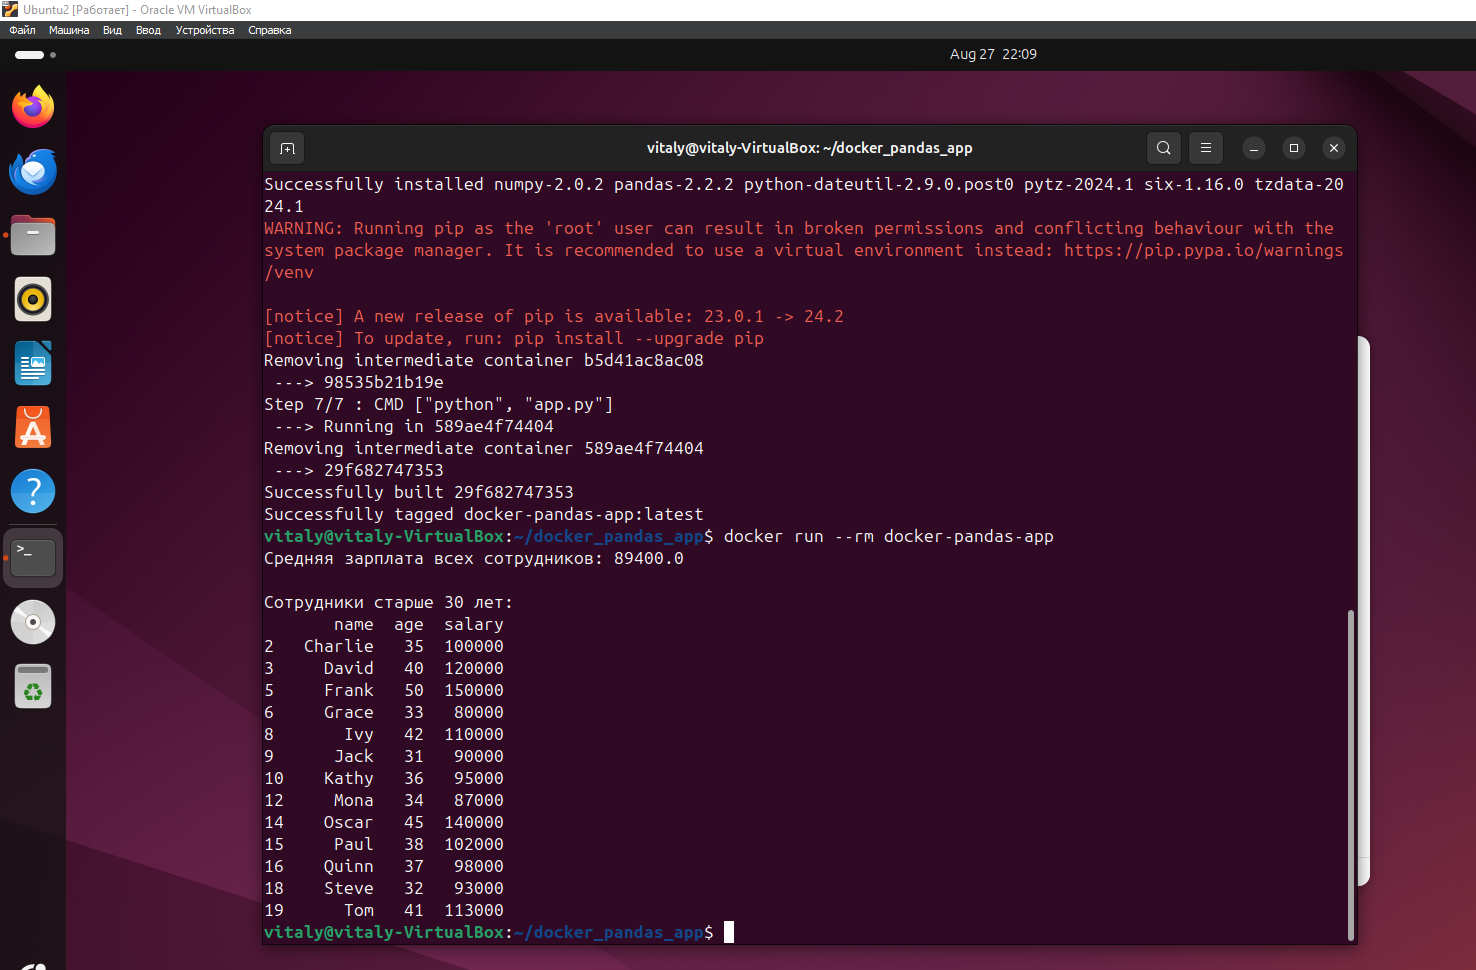 Ubuntu2 [Работает] - Oracle VM VirtualBox
Файл Машина Вид Ввод Устройства Справка
Aug 27 22:09
vitaly@vitaly-VirtualBox: ~/docker_pandas_app
Successfully installed numpy-2.0.2 pandas-2.2.2 python-dateutil-2.9.0.post0 pytz-2024.1 six-1.16.0 tzdata-20
24.1
WARNING: Running pip as the 'root' user can result in broken permissions and conflicting behaviour with the
system package manager. It is recommended to use a virtual environment instead: https://pip.pypa.io/warnings
/venv
[notice] A new release of pip is available: 23.0.1 -> 24.2
[notice] To update, run: pip install --upgrade pip
Removing intermediate container b5d41ac8ac08
---> 98535b21b19e
Step 7/7 : CMD ["python", "app.py"]
---> Running in 589ae4f74404
Removing intermediate container 589ae4f74404
---> 29f682747353
Successfully built 29f682747353
Successfully tagged docker-pandas-app:latest
vitaly@vitaly-VirtualBox:~/docker_pandas_app$ docker run --rm docker-pandas-app
Средняя зарплата всех сотрудников: 89400.0
Сотрудники старше 30 лет:
name age salary
2 Charlie 35 100000
3 David 40 120000
5 Frank 50 150000
6 Grace 33 80000
8 Ivy 42 110000
9 Jack 31 90000
10 Kathy 36 95000
12 Mona 34 87000
14 Oscar 45 140000
15 Paul 38 102000
16 Quinn 37 98000
18 Steve 32 93000
19 Tom 41 113000
vitaly@vitaly-VirtualBox:~/docker_pandas_app$